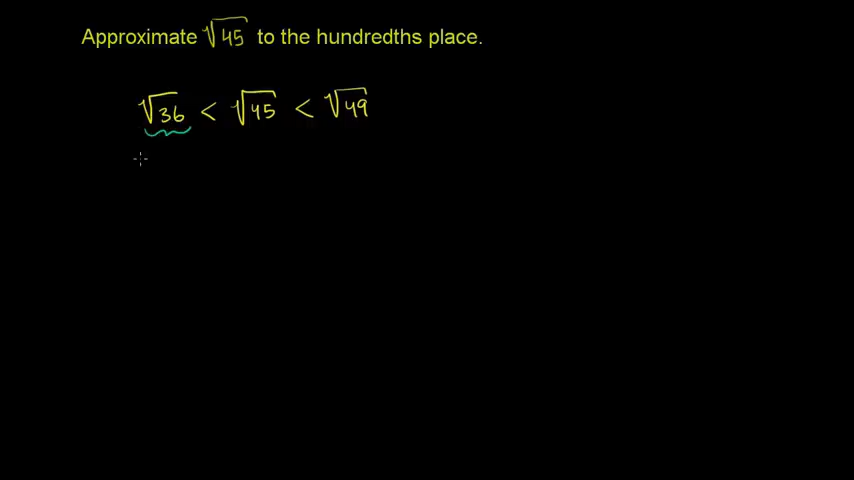 Approximate √45 to the hundredths place.
√36 < √45 < √49